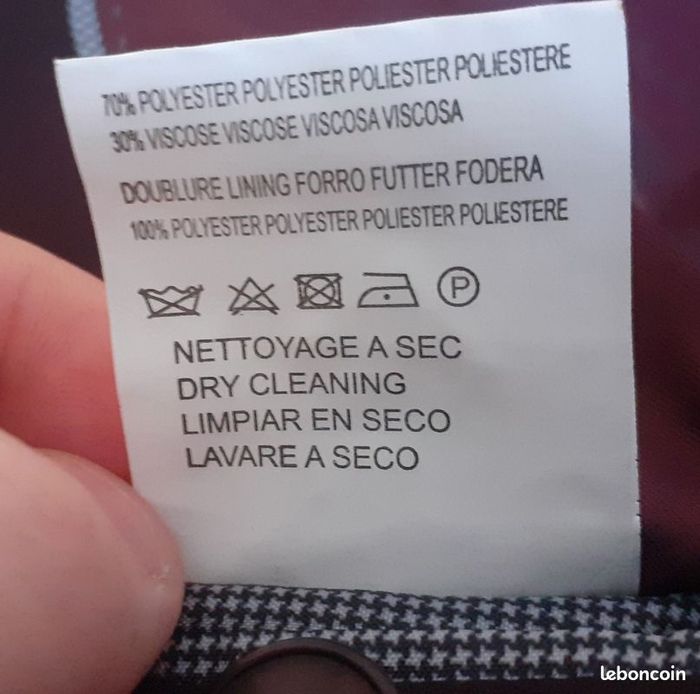 70% POLYESTER POLYESTER POLIESTER POLIESTERE
30% VISCOSE VISCOSE VISCOSA VISCOSA
DOUBLURE LINING FORRO FUTTER FODERA
100% POLYESTER POLYESTER POLIESTER POLIESTERE
P
NETTOYAGE A SEC
DRY CLEANING
LIMPIAR EN SECO
LAVARE A SECO
leboncoin